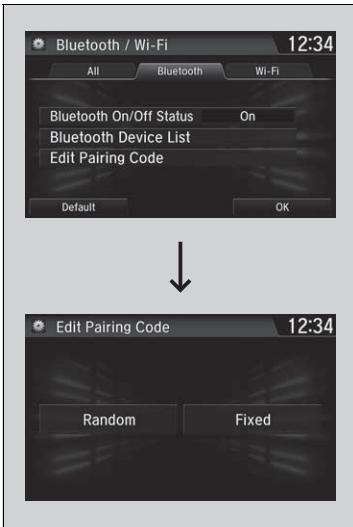 Bluetooth / Wi-Fi 12:34
All Bluetooth Wi-Fi
Bluetooth On/Off Status On
Bluetooth Device List
Edit Pairing Code
Default OK
Edit Pairing Code 12:34
Random Fixed